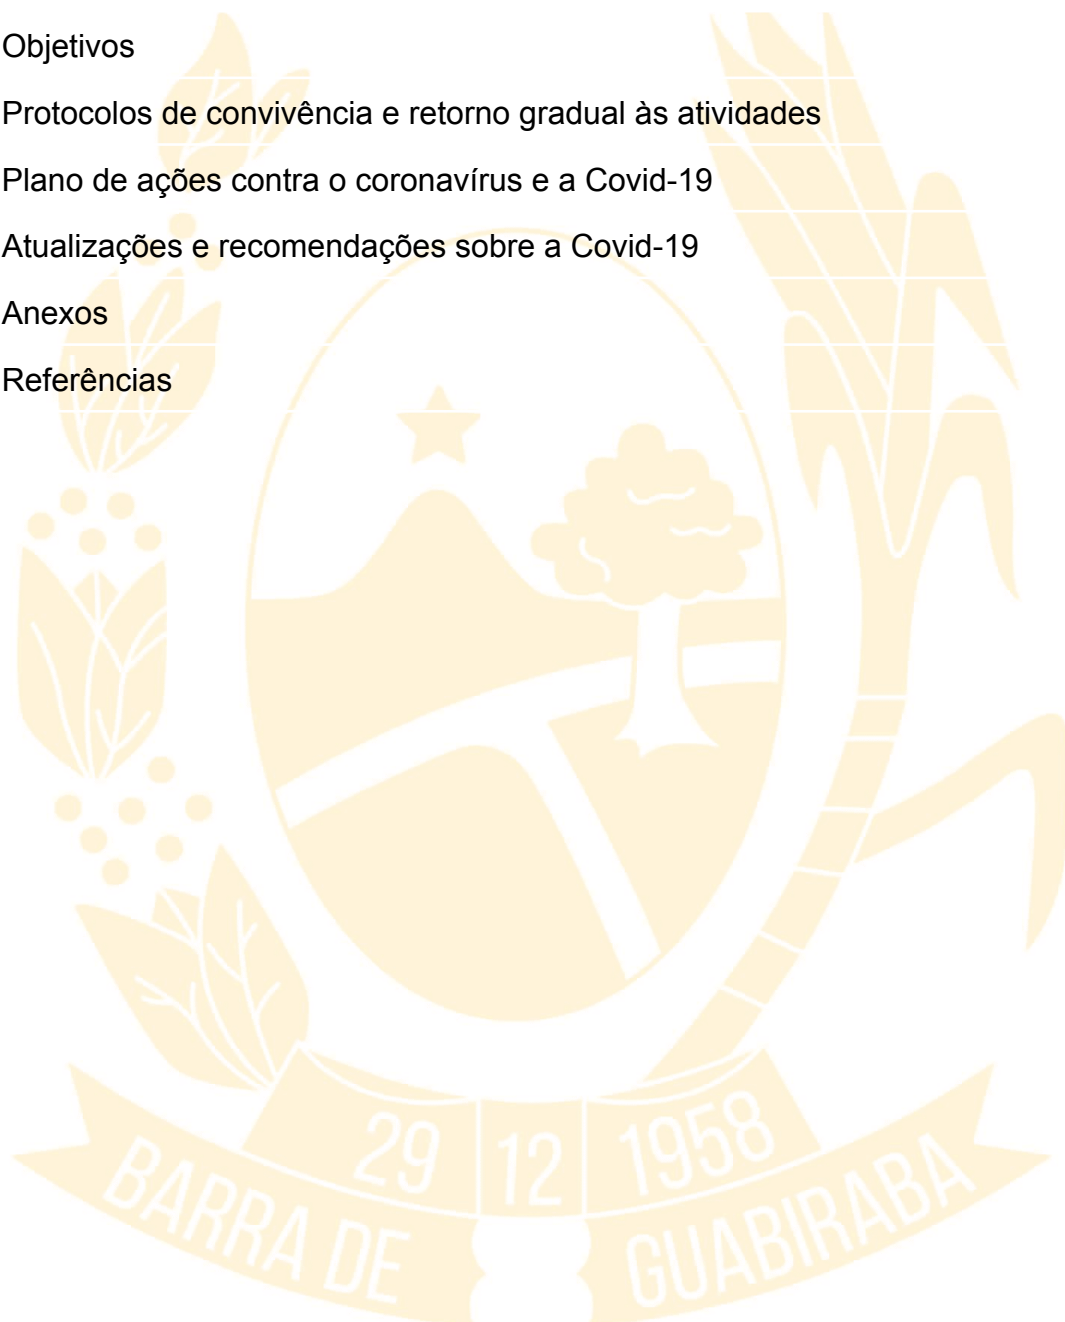 Objetivos
Protocolos de convivência e retorno gradual às atividades
Plano de ações contra o coronavírus e a Covid-19
Atualizações e recomendações sobre a Covid-19
Anexos
Referências
29 12 1958
BARRA DE GUABIRABA